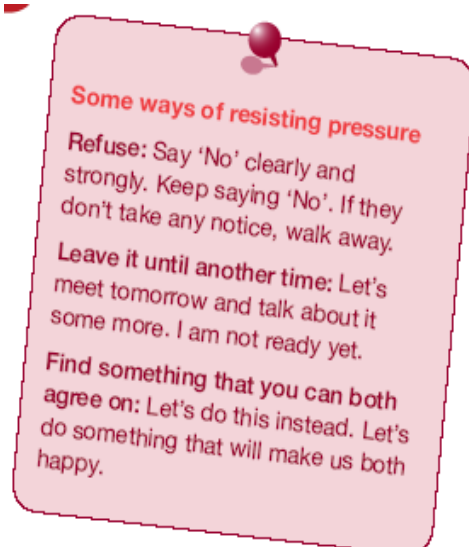 Some ways of resisting pressure
Refuse: Say ‘No’ clearly and
strongly. Keep saying ‘No’. If they
don’t take any notice, walk away.
Leave it until another time: Let’s
meet tomorrow and talk about it
some more. I am not ready yet.
Find something that you can both
agree on: Let’s do this instead. Let’s
do something that will make us both
happy.